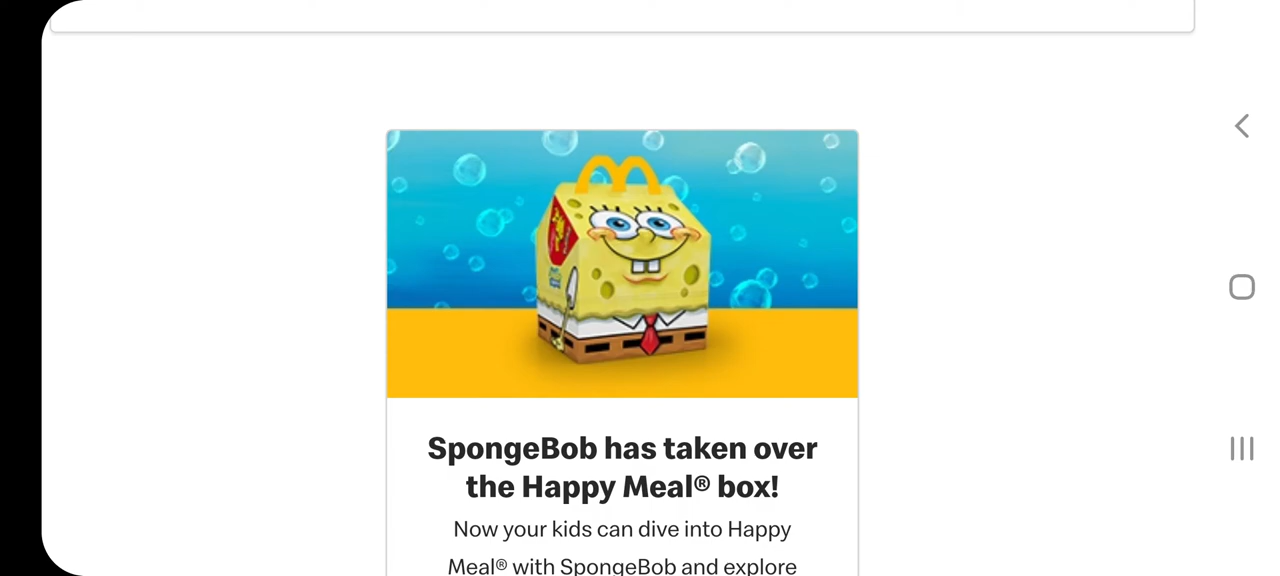 SpongeBob has taken over
the Happy Meal® box!
Now your kids can dive into Happy
Meal® with SpongeBob and explore